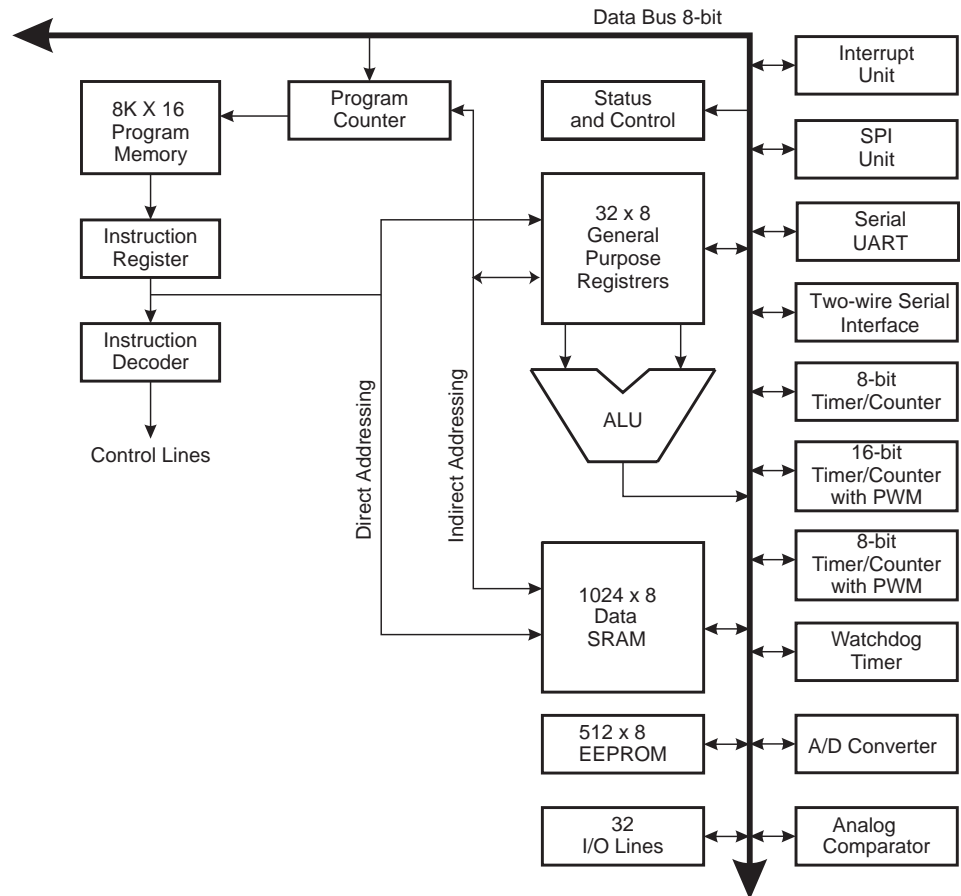 Data Bus 8-bit
8K X 16
Program
Memory
Program
Counter
Status
and Control
Interrupt
Unit
SPI
Unit
Instruction
Register
32 x 8
General
Purpose
Registrers
Serial
UART
Two-wire Serial
Interface
Instruction
Decoder
Control Lines
Direct Addressing
Indirect Addressing
ALU
8-bit
Timer/Counter
16-bit
Timer/Counter
with PWM
8-bit
Timer/Counter
with PWM
1024 x 8
Data
SRAM
Watchdog
Timer
512 x 8
EEPROM
A/D Converter
32
I/O Lines
Analog
Comparator